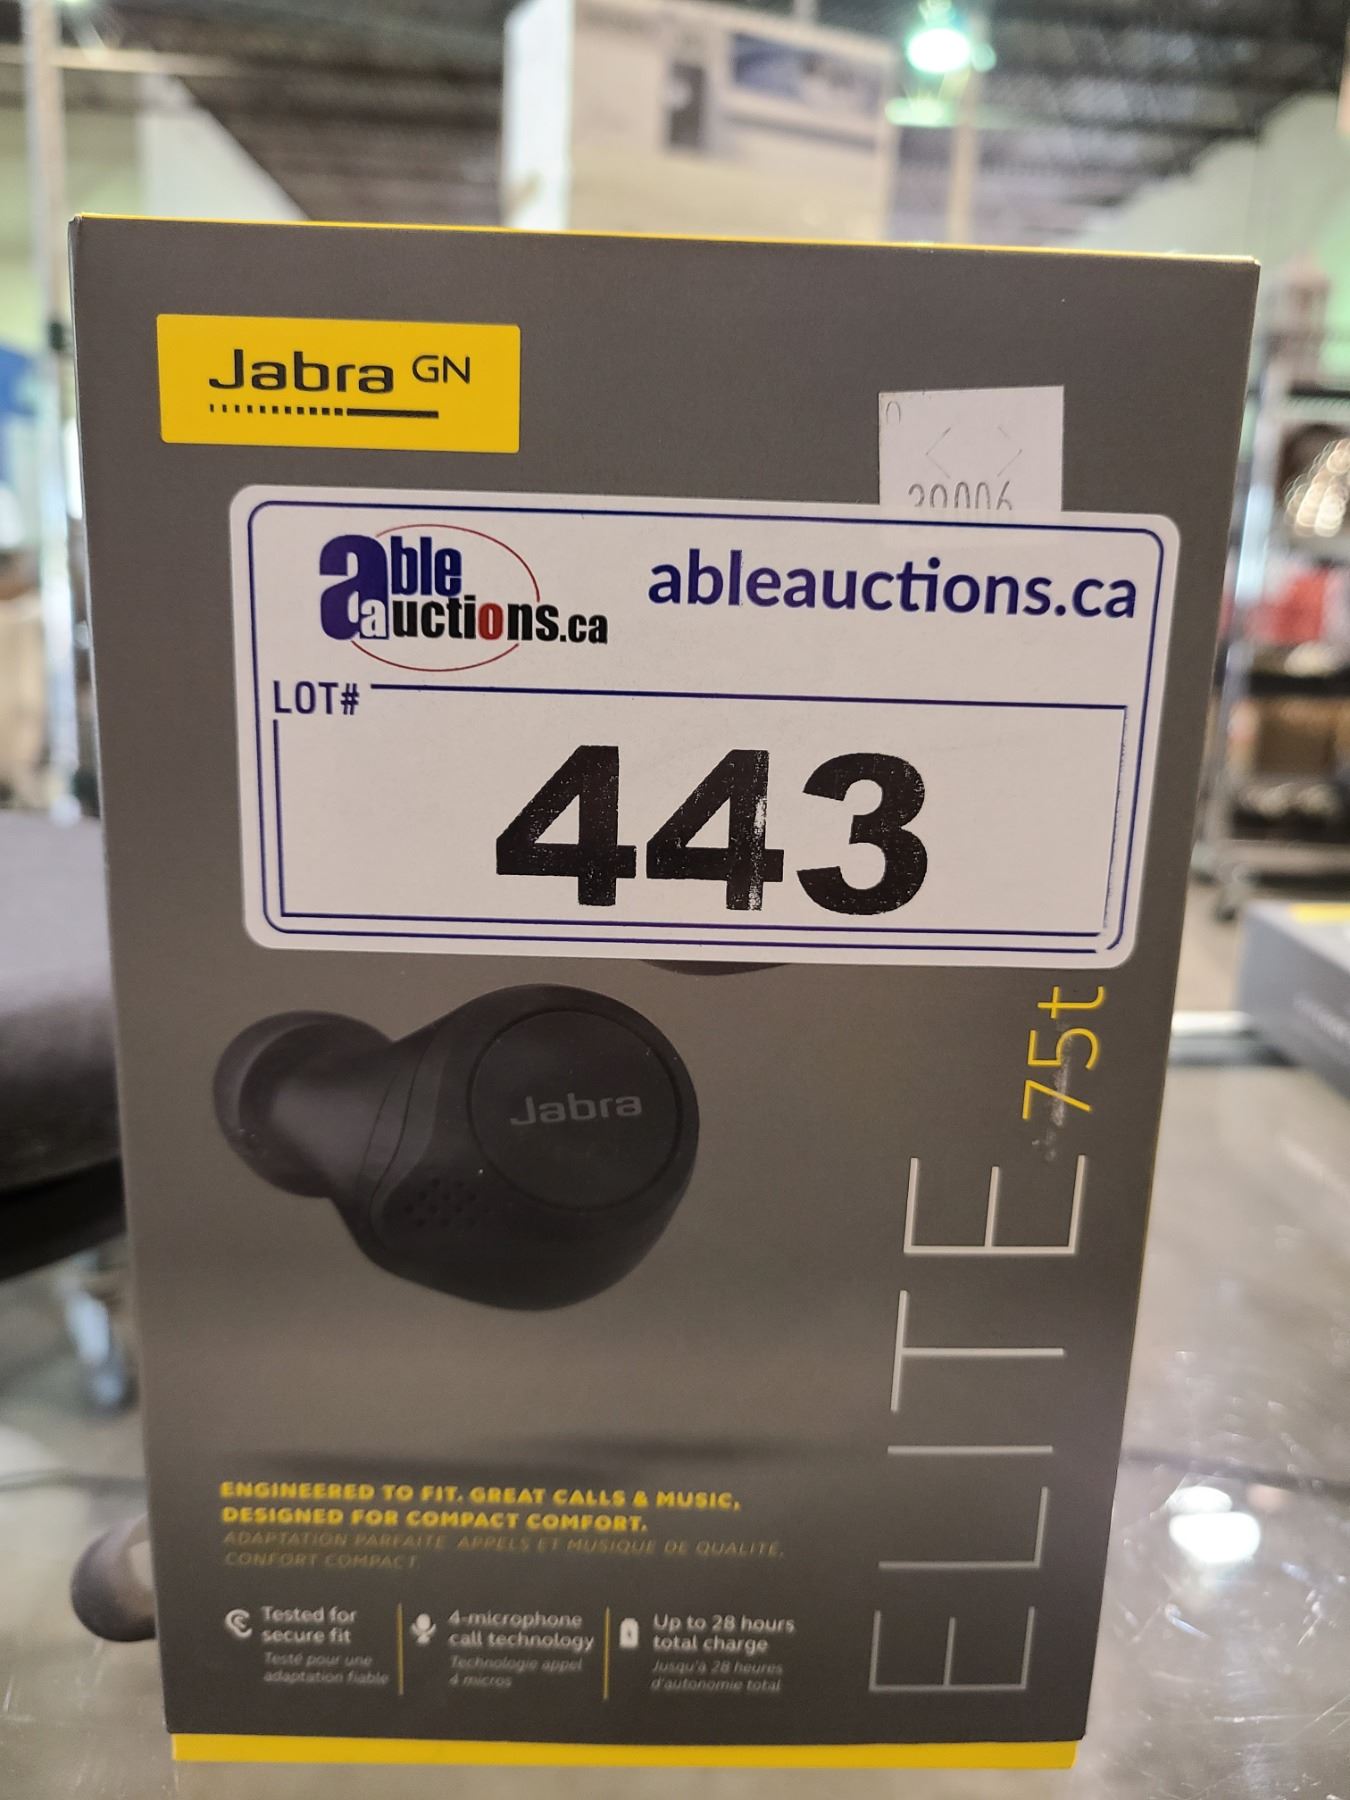 Jabra GN
39006
able
auctions.ca
ableauctions.ca
LOT#
443
Jabra
ELITE 75t
ENGINEERED TO FIT. GREAT CALLS & MUSIC,
DESIGNED FOR COMPACT COMFORT.
ADAPTATION PARFAITE. APPELS ET MUSIQUE DE QUALITÉ,
CONFORT COMPACT.
Tested for
secure fit
Testé pour une
adaptation fiable
4-microphone
call technology
Technologie appel
4 micros
Up to 28 hours
total charge
Jusqu'à 28 heures
d'autonomie total